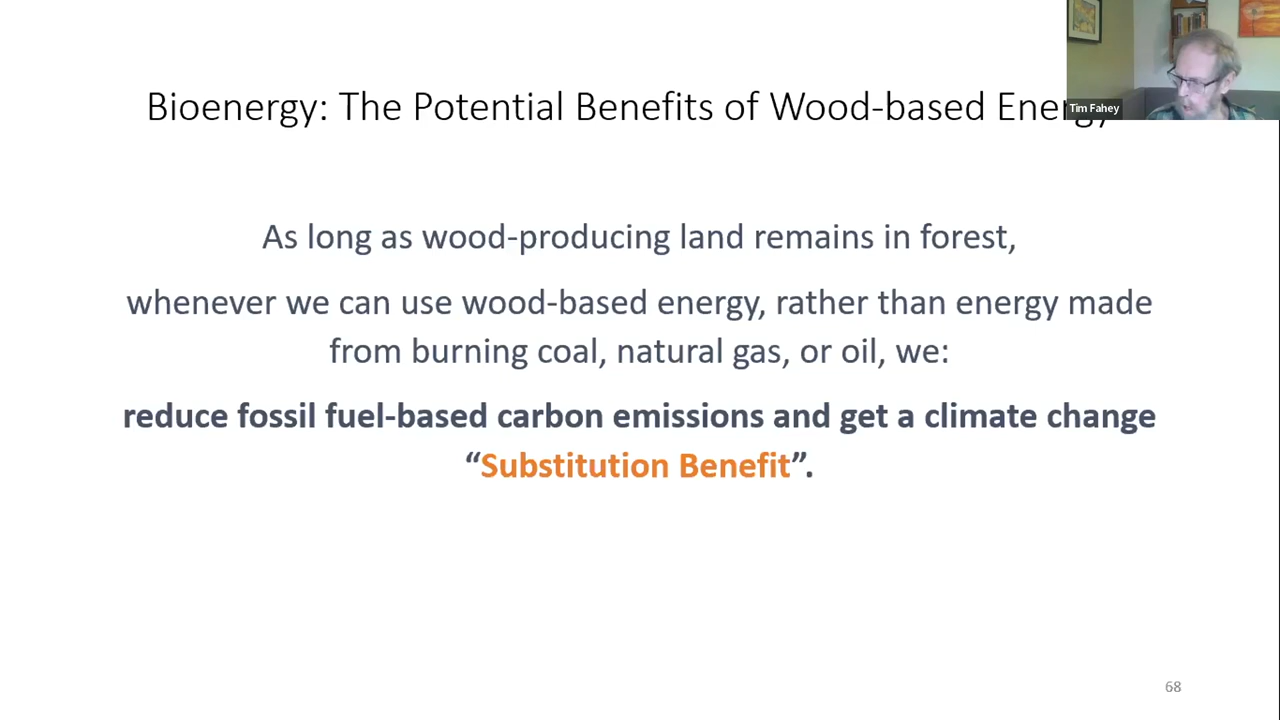 Bioenergy: The Potential Benefits of Wood-based Energy
Tim Fahey
As long as wood-producing land remains in forest,
whenever we can use wood-based energy, rather than energy made
from burning coal, natural gas, or oil, we:
reduce fossil fuel-based carbon emissions and get a climate change
“Substitution Benefit”.
68